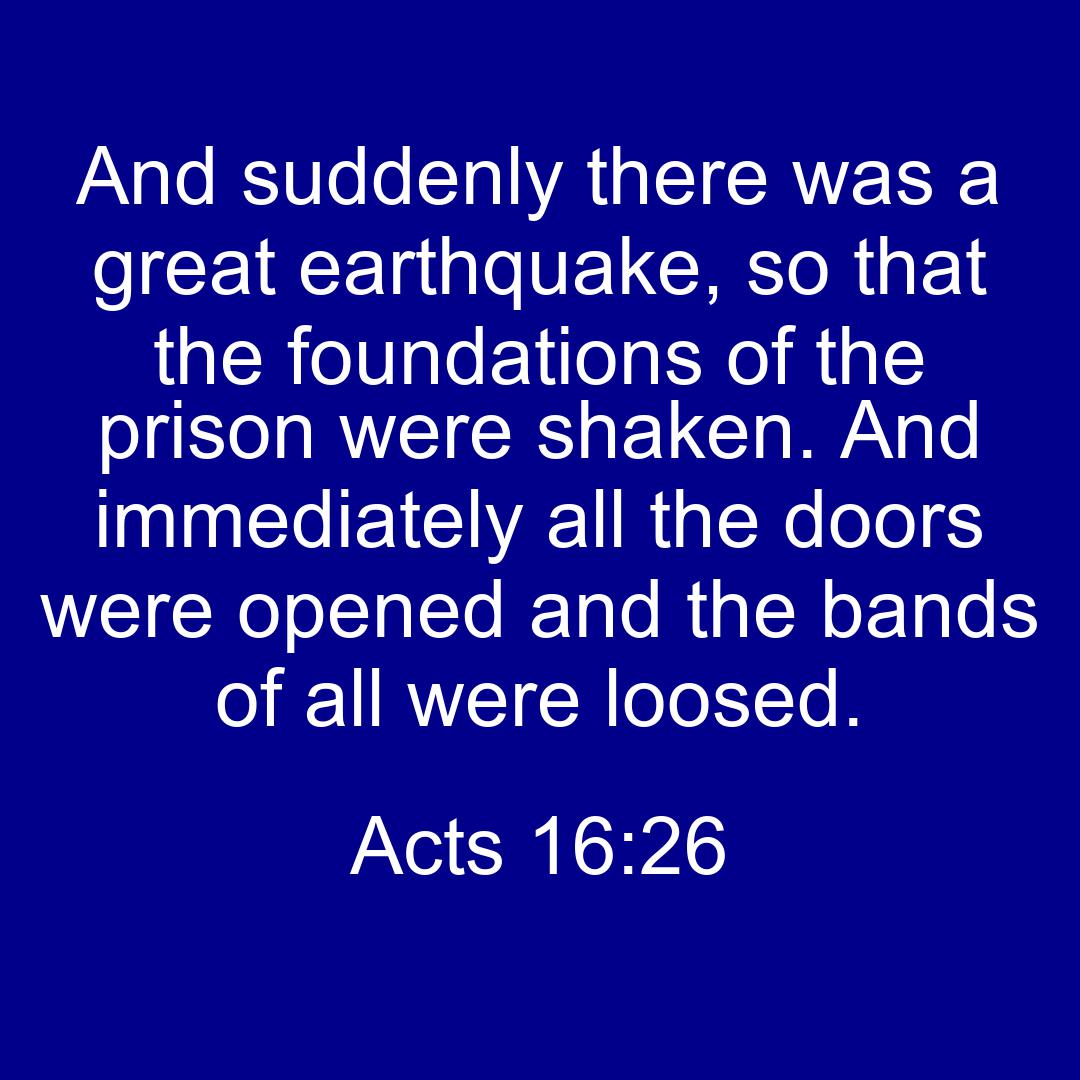 And suddenly there was a
great earthquake, so that
the foundations of the
prison were shaken. And
immediately all the doors
were opened and the bands
of all were loosed.
Acts 16:26